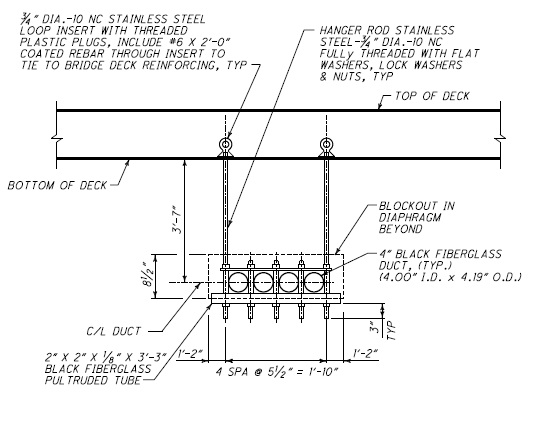 ¾" DIA.-10 NC STAINLESS STEEL
LOOP INSERT WITH THREADED
PLASTIC PLUGS, INCLUDE #6 X 2'-0"
COATED REBAR THROUGH INSERT TO
TIE TO BRIDGE DECK REINFORCING, TYP
HANGER ROD STAINLESS
STEEL-¾" DIA.-10 NC
FULLy THREADED WITH FLAT
WASHERS, LOCK WASHERS
& NUTS, TYP
TOP OF DECK
BOTTOM OF DECK
3'-7"
BLOCKOUT IN
DIAPHRAGM
BEYOND
8½"
4" BLACK FIBERGLASS
DUCT, (TYP.)
(4.00" I.D. x 4.19" O.D.)
C/L DUCT
3"
TYP
2" X 2" X ⅛" X 3'-3"
BLACK FIBERGLASS
PULTRUDED TUBE
1'-2"
1'-2"
4 SPA @ 5½" = 1'-10"